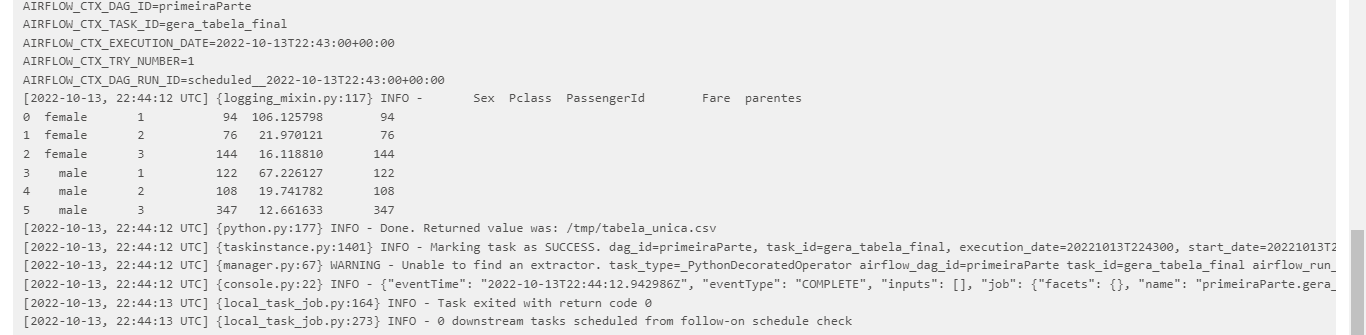 AIRFLOW_CTX_DAG_ID=primeiraParte
AIRFLOW_CTX_TASK_ID=gera_tabela_final
AIRFLOW_CTX_EXECUTION_DATE=2022-10-13T22:43:00+00:00
AIRFLOW_CTX_TRY_NUMBER=1
AIRFLOW_CTX_DAG_RUN_ID=scheduled__2022-10-13T22:43:00+00:00
[2022-10-13, 22:44:12 UTC] {logging_mixin.py:117} INFO -       Sex  Pclass  PassengerId        Fare  parentes
0  female       1           94  106.125798        94
1  female       2           76   21.970121        76
2  female       3          144   16.118810       144
3    male       1          122   67.226127       122
4    male       2          108   19.741782       108
5    male       3          347   12.661633       347
[2022-10-13, 22:44:12 UTC] {python.py:177} INFO - Done. Returned value was: /tmp/tabela_unica.csv
[2022-10-13, 22:44:12 UTC] {taskinstance.py:1401} INFO - Marking task as SUCCESS. dag_id=primeiraParte, task_id=gera_tabela_final, execution_date=20221013T224300, start_date=20221013T2
[2022-10-13, 22:44:12 UTC] {manager.py:67} WARNING - Unable to find an extractor. task_type=_PythonDecoratedOperator airflow_dag_id=primeiraParte task_id=gera_tabela_final airflow_run_
[2022-10-13, 22:44:12 UTC] {console.py:22} INFO - {"eventTime": "2022-10-13T22:44:12.942986Z", "eventType": "COMPLETE", "inputs": [], "job": {"facets": {}, "name": "primeiraParte.gera_
[2022-10-13, 22:44:13 UTC] {local_task_job.py:164} INFO - Task exited with return code 0
[2022-10-13, 22:44:13 UTC] {local_task_job.py:273} INFO - 0 downstream tasks scheduled from follow-on schedule check